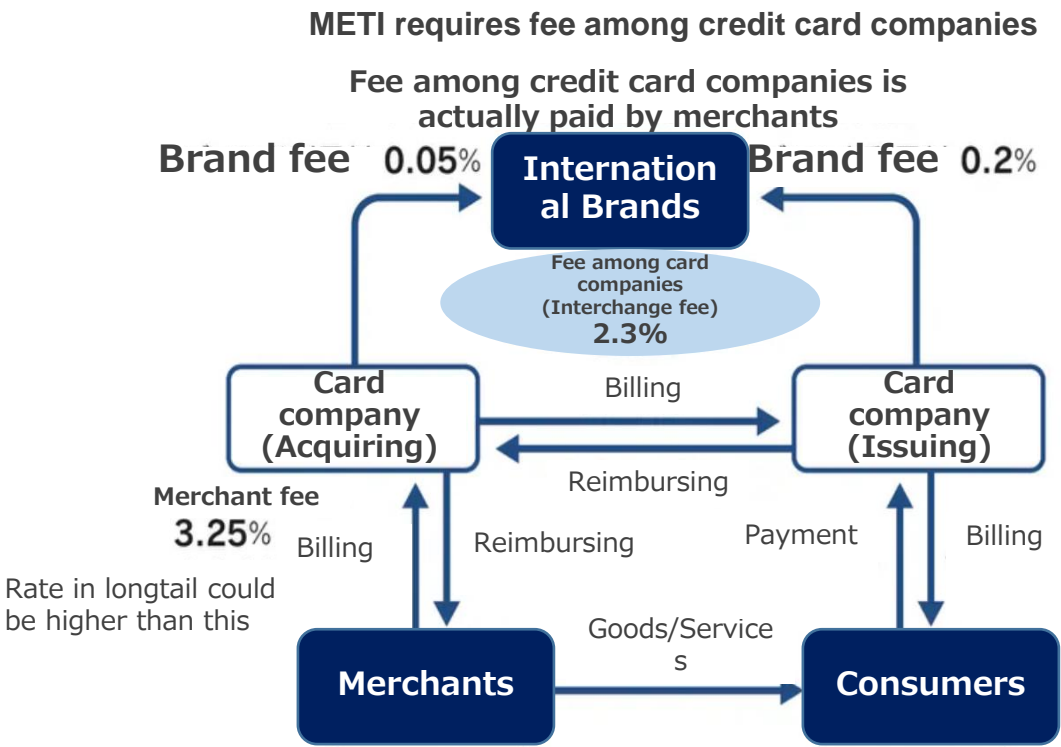 METI requires fee among credit card companies
Fee among credit card companies is
actually paid by merchants
Brand fee 0.05%
Internation
al Brands
Brand fee 0.2%
Fee among card
companies
(Interchange fee)
2.3%
Card
company
(Acquiring)
Billing
Card
company
(Issuing)
Reimbursing
Merchant fee
3.25%
Billing
Reimbursing
Payment
Billing
Rate in longtail could
be higher than this
Goods/Service
s
Merchants
Consumers